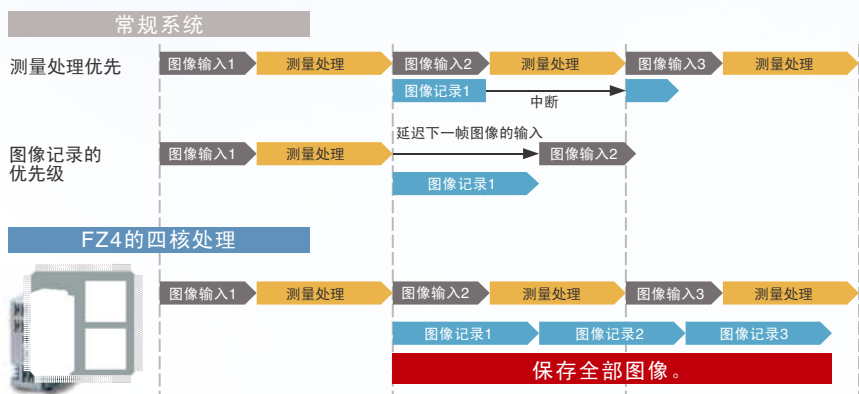 常规系统
测量处理优先
图像输入1 测量处理 图像输入2 测量处理 图像输入3 测量处理
图像记录1
中断
延迟下一帧图像的输入
图像记录的
优先级
图像输入1 测量处理 图像输入2
图像记录1
FZ4的四核处理
图像输入1 测量处理 图像输入2 测量处理 图像输入3 测量处理
图像记录1 图像记录2 图像记录3
保存全部图像。